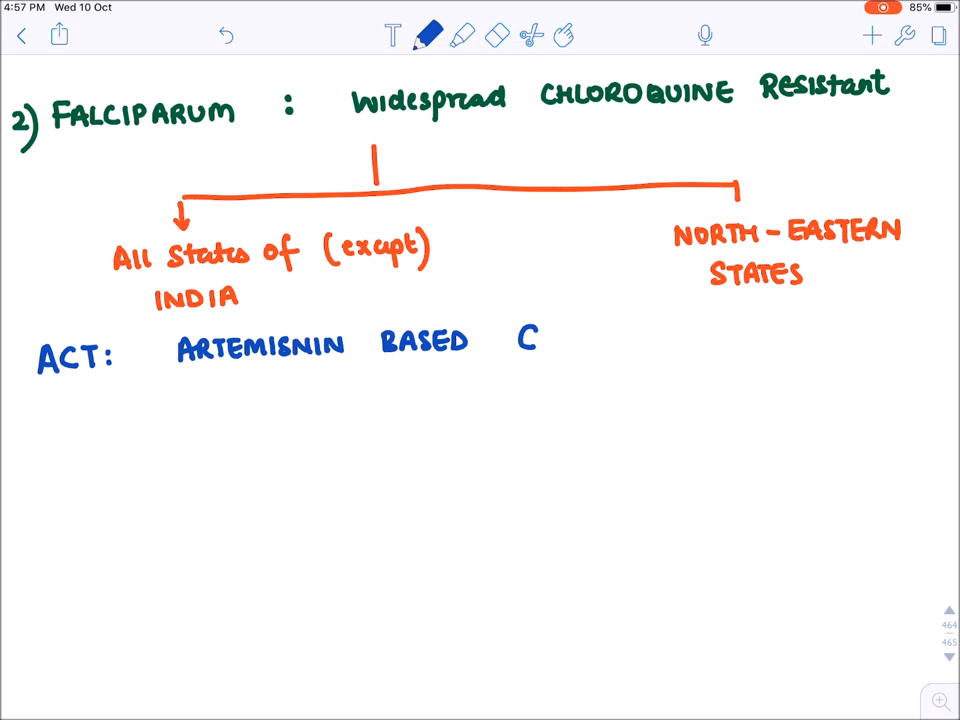 4:57 PM Wed 10 Oct 85%
2) FALCIPARUM : Widespread CHLOROQUINE Resistant
All States of (except)
INDIA
NORTH-EASTERN
STATES
ACT: ARTEMISNIN BASED C
464
465